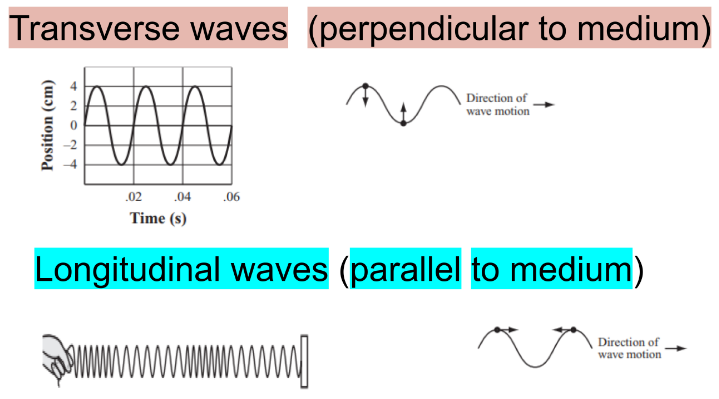 Transverse waves (perpendicular to medium)
Position (cm)
4
2
0
–2
–4
.02 .04 .06
Time (s)
Direction of
wave motion
Longitudinal waves (parallel to medium)
Direction of
wave motion